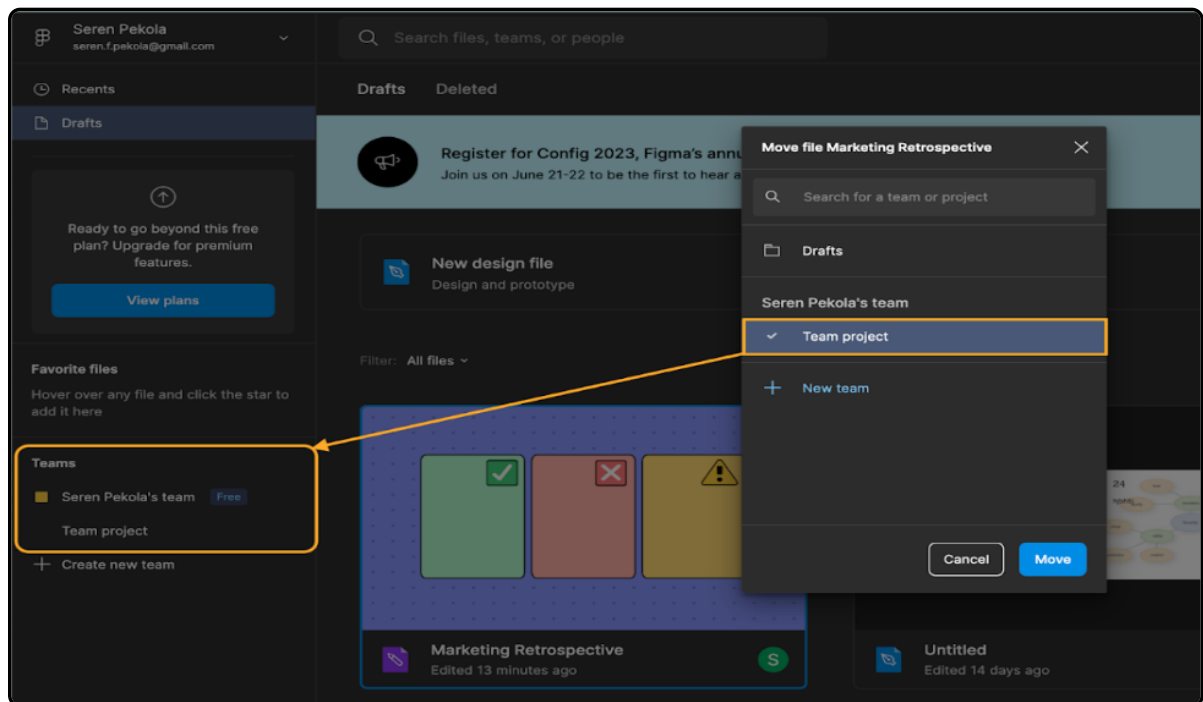 Seren Pekola
seren.f.pekola@gmail.com
Search files, teams, or people
Recents
Drafts
Ready to go beyond this free
plan? Upgrade for premium
features.
View plans
Favorite files
Hover over any file and click the star to
add it here
Teams
Seren Pekola's team Free
Team project
Create new team
Drafts Deleted
Register for Config 2023, Figma's annu
Join us on June 21-22 to be the first to hear a
New design file
Design and prototype
Filter: All files
Marketing Retrospective
Edited 13 minutes ago
S
Move file Marketing Retrospective
Search for a team or project
Drafts
Seren Pekola's team
Team project
New team
Cancel Move
24
Untitled
Edited 14 days ago